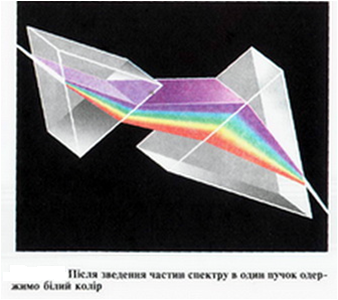 Після зведення частин спектру в один пучок одер-
жимо білий колір